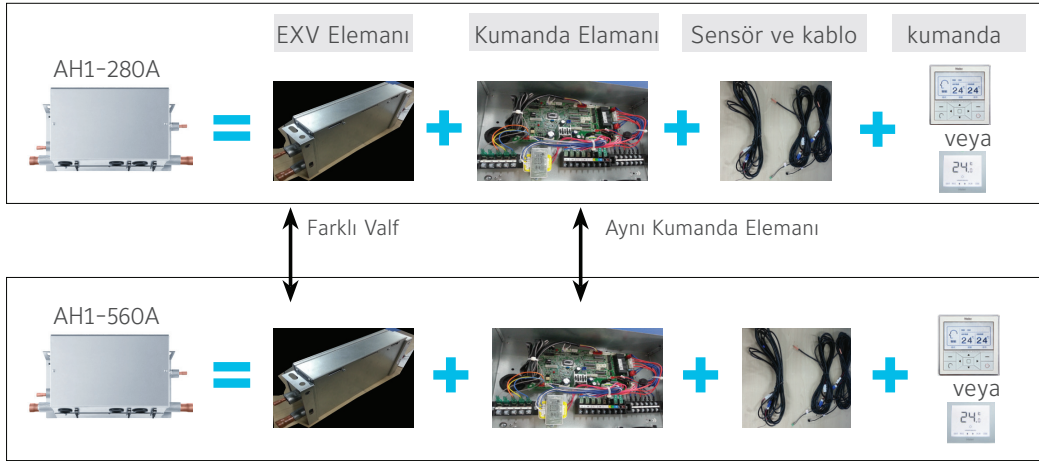 EXV Elemanı
Kumanda Elamanı
Sensör ve kablo
kumanda
AH1-280A
veya
Farklı Valf
Aynı Kumanda Elemanı
AH1-560A
veya